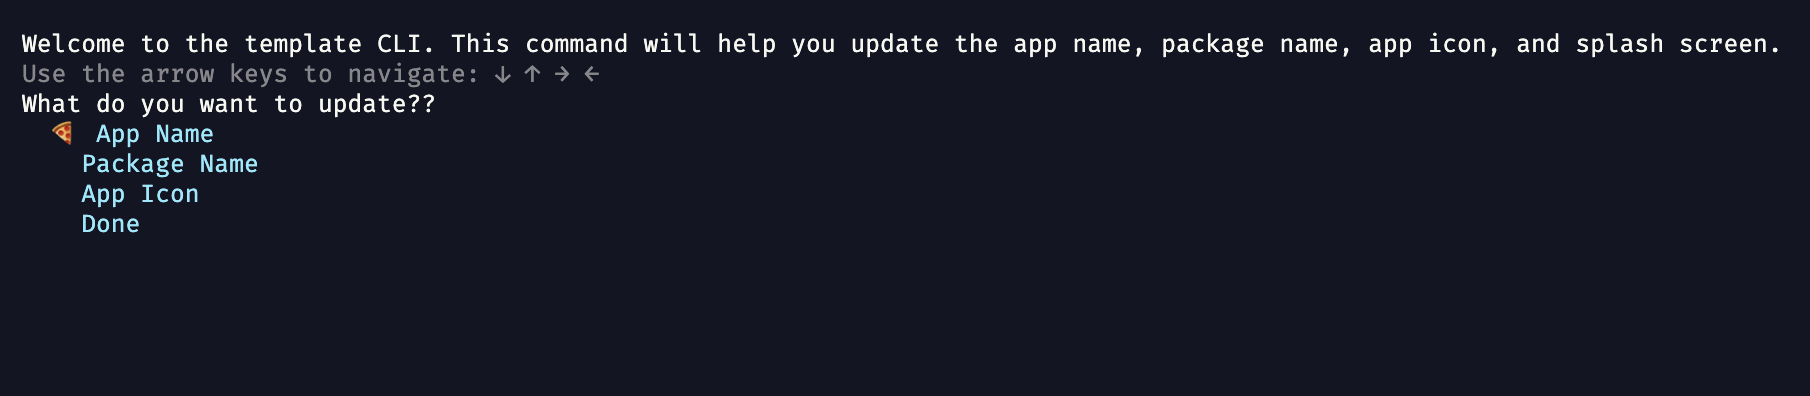 Welcome to the template CLI. This command will help you update the app name, package name, app icon, and splash screen.
Use the arrow keys to navigate: ↓ ↑ → ←
What do you want to update??
🍕 App Name
Package Name
App Icon
Done